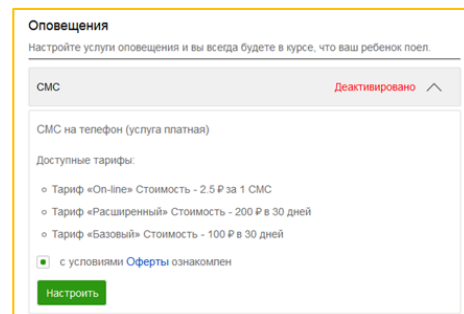 Оповещения
Настройте услуги оповещения и вы всегда будете в курсе, что ваш ребенок поел.
СМС Деактивировано
СМС на телефон (услуга платная)
Доступные тарифы:
Тариф «On-line» Стоимость - 2.5 ₽ за 1 СМС
Тариф «Расширенный» Стоимость - 200 ₽ в 30 дней
Тариф «Базовый» Стоимость - 100 ₽ в 30 дней
с условиями Оферты ознакомлен
Настроить